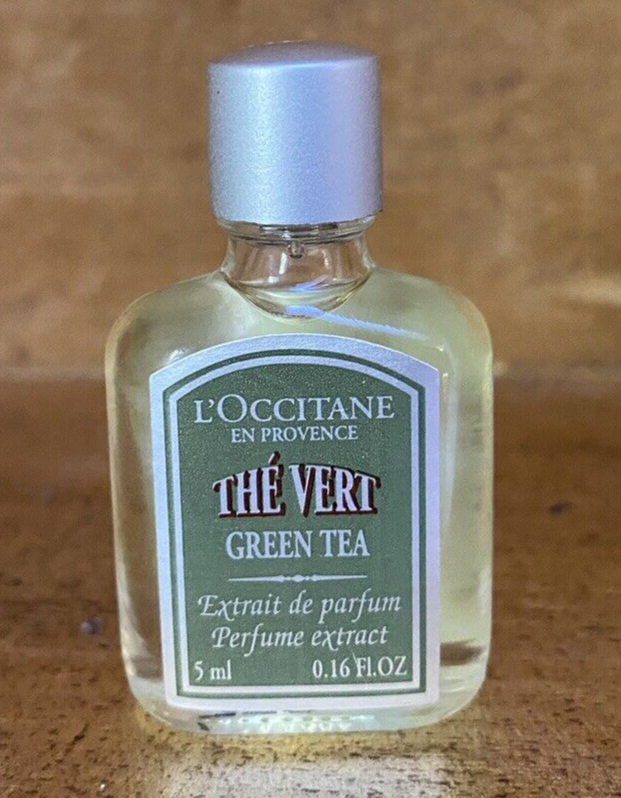 L'OCCITANE
EN PROVENCE
THÉ VERT
GREEN TEA
Extrait de parfum
Perfume extract
5 ml 0.16 Fl.OZ